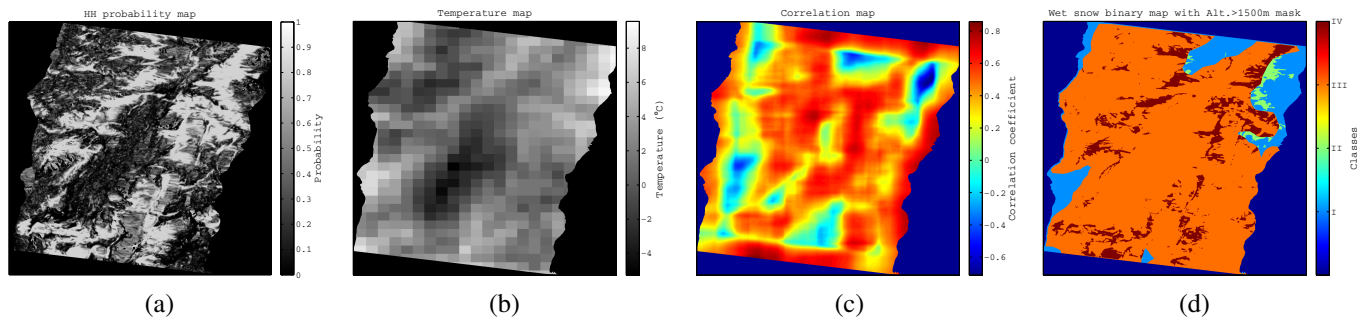 HH probability map
1
0.9
0.8
0.7
0.6
0.5
0.4
0.3
0.2
0.1
0
Probability
(a)
Temperature map
8
6
4
2
0
−2
−4
Temperature (°C)
(b)
Correlation map
0.8
0.6
0.4
0.2
0
−0.2
−0.4
−0.6
Correlation coefficient
(c)
Wet snow binary map with Alt.>1500m mask
IV
III
II
I
Classes
(d)